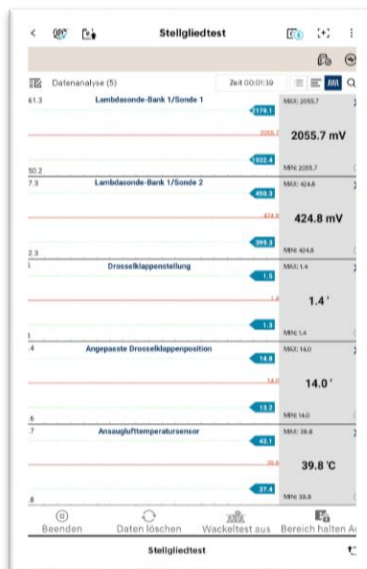 Stellgliedtest
Datenanalyse (5)
Zeit 00:01:39
61.3
Lambdasonde-Bank 1/Sonde 1
2179.1
MAX: 2055.7
2055.7
2055.7 mV
1932.4
MIN: 2055.7
50.2
7.3
Lambdasonde-Bank 1/Sonde 2
450.3
MAX: 424.8
424.8
424.8 mV
399.3
MIN: 424.8
2.3
Drosselklappenstellung
1.5
MAX: 1.4
1.4
1.4 °
1.3
MIN: 1.4
.4
Angepasste Drosselklappenposition
14.8
MAX: 14.0
14.0
14.0 °
13.2
MIN: 14.0
.6
.7
Ansauglufttemperatursensor
42.1
MAX: 39.8
39.8
39.8 °C
37.4
MIN: 39.8
.8
Beenden
Daten löschen
Wackeltest aus
Bereich halten
Stellgliedtest